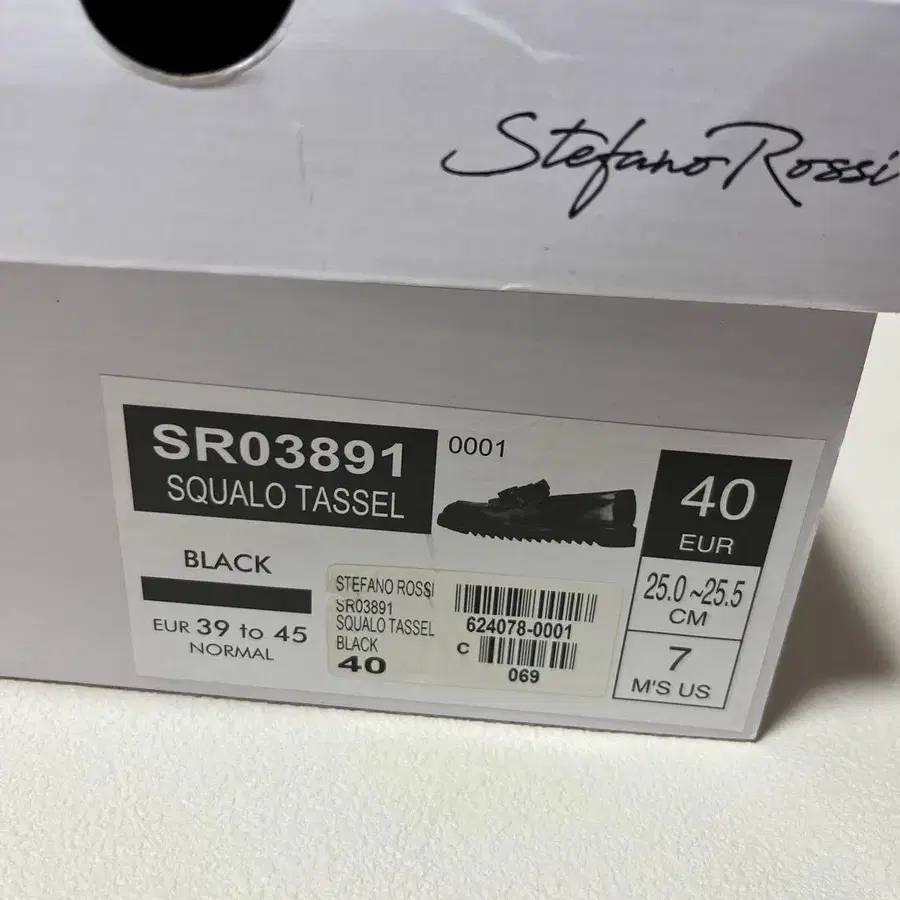 Stefano Rossi
SR03891
SQUALO TASSEL
0001
BLACK
EUR 39 to 45
NORMAL
STEFANO ROSSI
SR03891
SQUALO TASSEL
BLACK
40
624078-0001
C
069
40
EUR
25.0~25.5
CM
7
M'S US